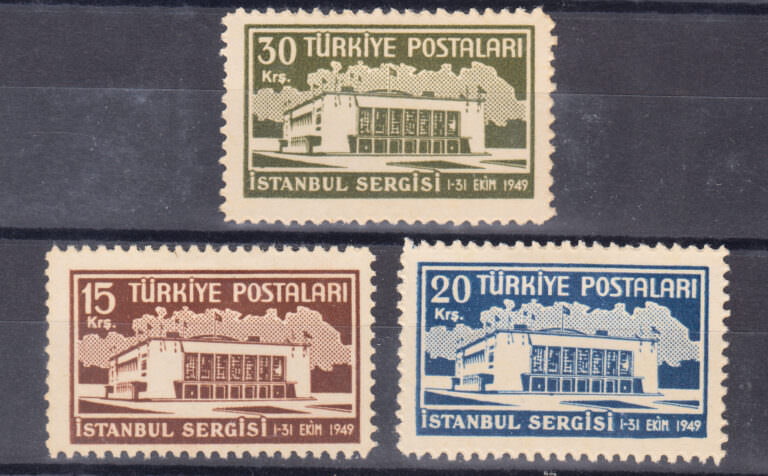 30 TÜRKİYE POSTALARI
Krş.
İSTANBUL SERGİSİ 1-31 EKİM 1949
15 TÜRKİYE POSTALARI
Krş.
İSTANBUL SERGİSİ 1-31 EKİM 1949
20 TÜRKİYE POSTALARI
Krş.
İSTANBUL SERGİSİ 1-31 EKİM 1949